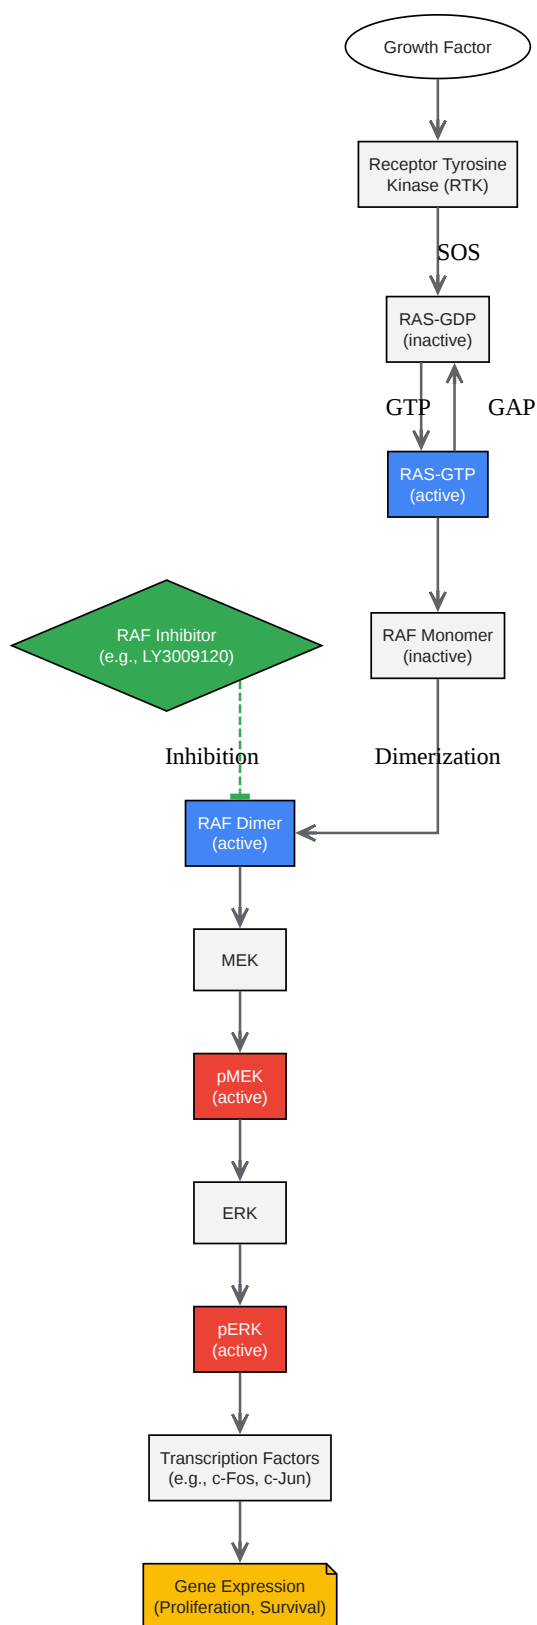 Growth Factor
Receptor Tyrosine
Kinase (RTK)
SOS
RAS-GDP
(inactive)
GTP
GAP
RAS-GTP
(active)
RAF Inhibitor
(e.g., LY3009120)
RAF Monomer
(inactive)
Inhibition
Dimerization
RAF Dimer
(active)
MEK
pMEK
(active)
ERK
pERK
(active)
Transcription Factors
(e.g., c-Fos, c-Jun)
Gene Expression
(Proliferation, Survival)